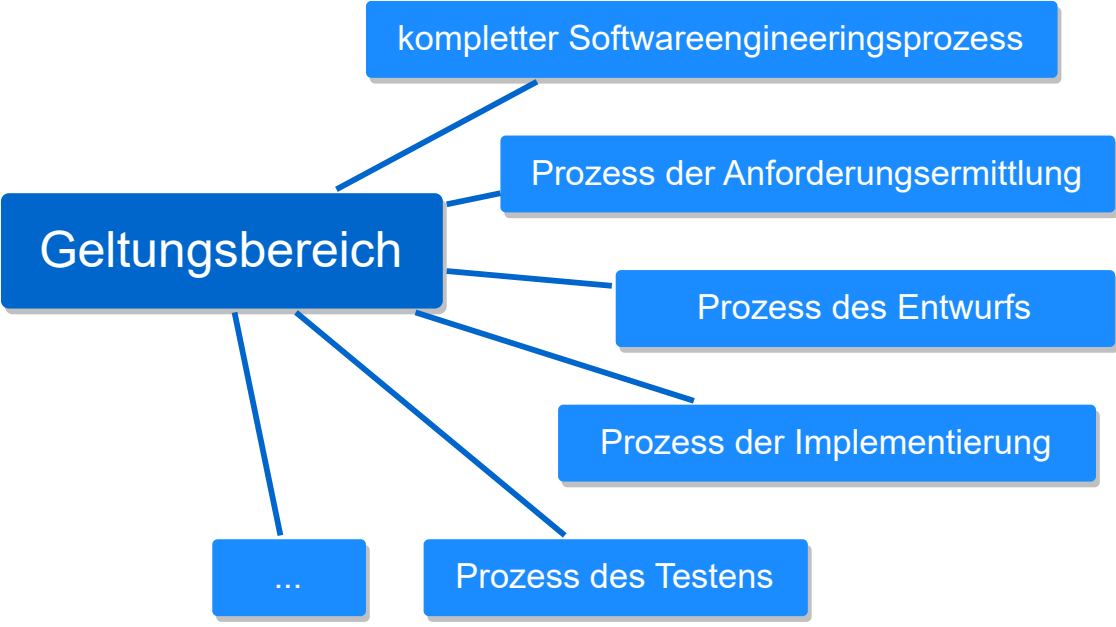 kompletter Softwareengineeringsprozess
Prozess der Anforderungsermittlung
Geltungsbereich
Prozess des Entwurfs
Prozess der Implementierung
...
Prozess des Testens